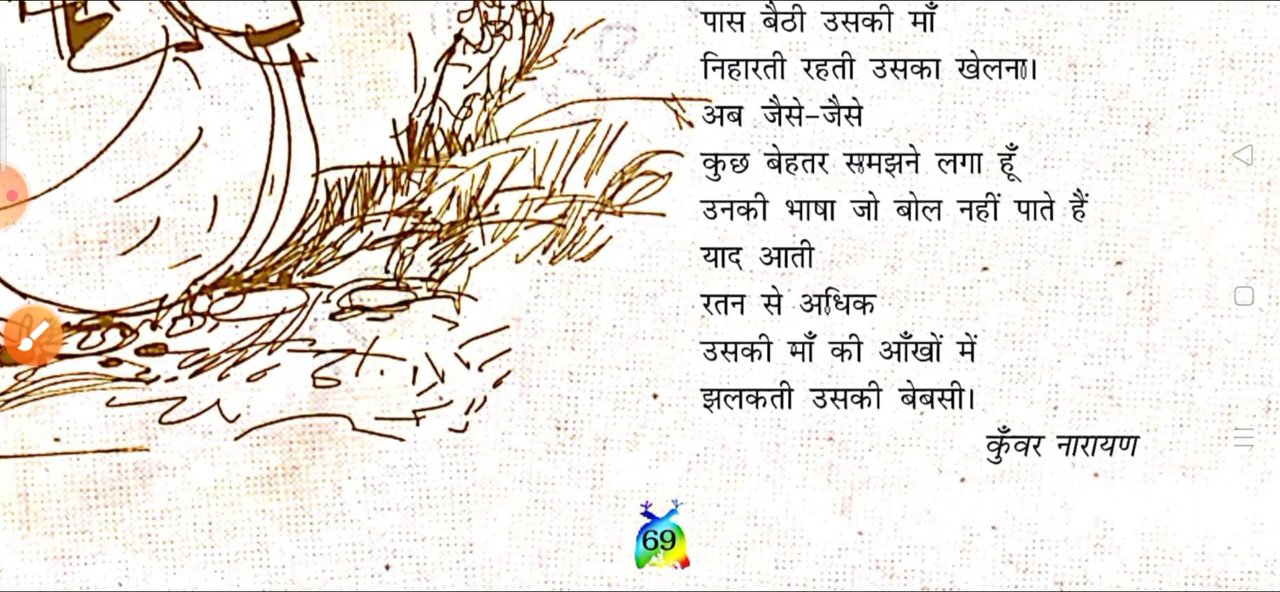 पास बैठी उसकी माँ
निहारती रहती उसका खेलना।
अब जैसे-जैसे
कुछ बेहतर समझने लगा हूँ
उनकी भाषा जो बोल नहीं पाते हैं
याद आती
रतन से अधिक
उसकी माँ की आँखों में
झलकती उसकी बेबसी।
कुँवर नारायण
69